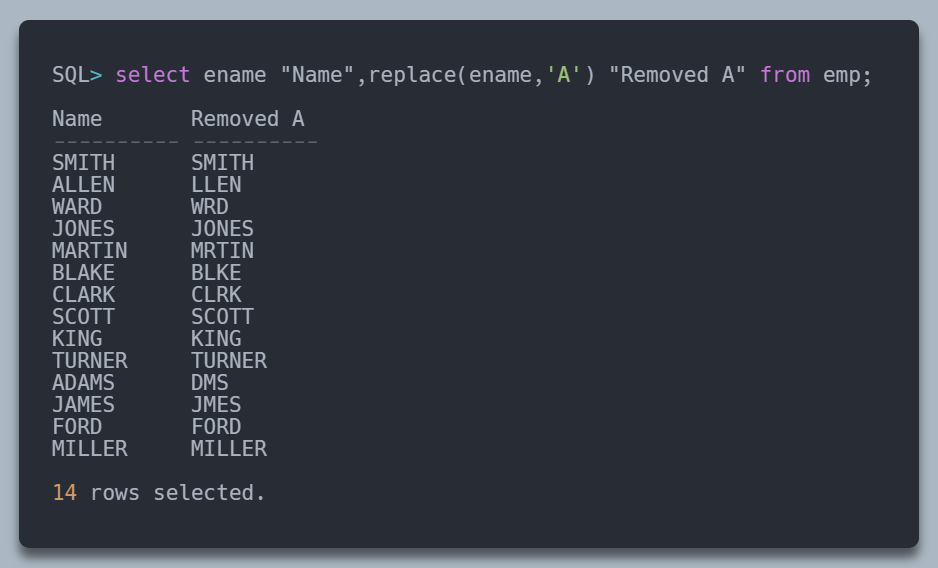 SQL> select ename "Name",replace(ename,'A') "Removed A" from emp;
Name       Removed A
---------- ----------
SMITH      SMITH
ALLEN      LLEN
WARD       WRD
JONES      JONES
MARTIN     MRTIN
BLAKE      BLKE
CLARK      CLRK
SCOTT      SCOTT
KING       KING
TURNER     TURNER
ADAMS      DMS
JAMES      JMES
FORD       FORD
MILLER     MILLER
14 rows selected.